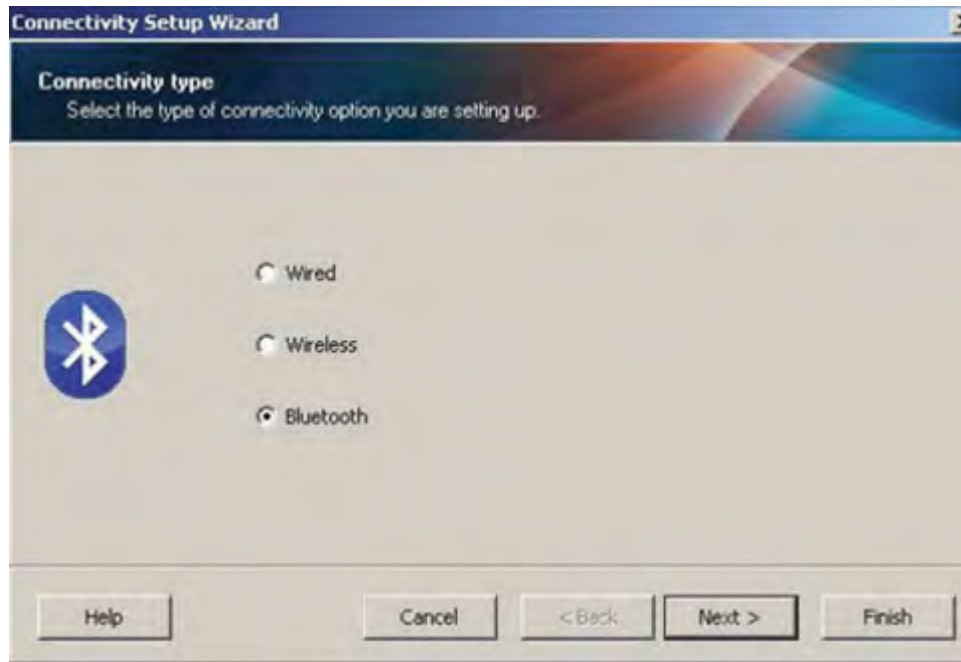 Connectivity Setup Wizard
Connectivity type
Select the type of connectivity option you are setting up.
Wired
Wireless
Bluetooth
Help
Cancel
< Back
Next >
Finish